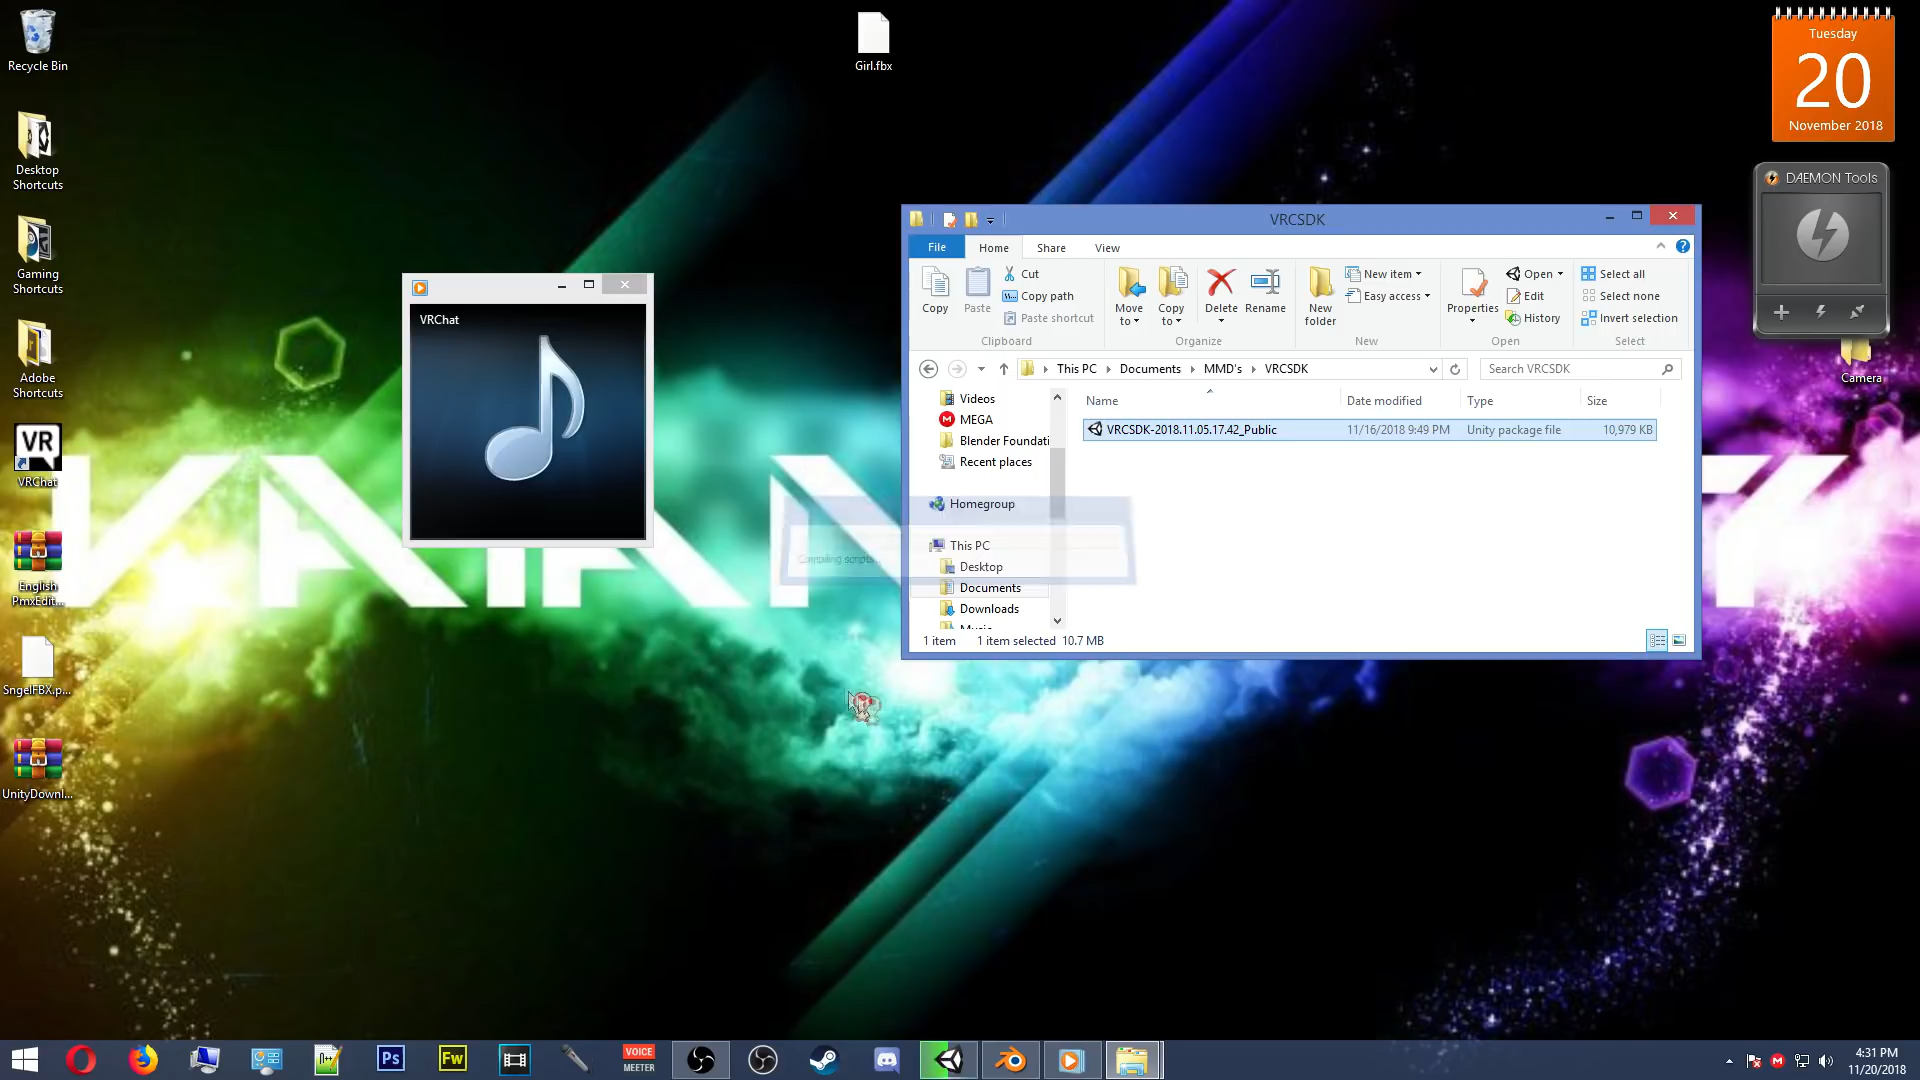 Recycle Bin
Desktop
Shortcuts
Gaming
Shortcuts
Adobe
Shortcuts
VR
VRChat
English
PmxEdit...
SngelFBX.p...
UnityDownl...
Girl.fbx
Tuesday
20
November 2018
DAEMON Tools
Camera
VRChat
VRCSDK
File
Home
Share
View
Copy
Paste
Cut
Copy path
Paste shortcut
Clipboard
Move
to
Copy
to
Delete
Rename
Organize
New
folder
New item
Easy access
New
Properties
Open
Edit
History
Open
Select all
Select none
Invert selection
Select
This PC
Documents
MMD's
VRCSDK
Search VRCSDK
Videos
MEGA
Blender Foundati
Recent places
Homegroup
This PC
Desktop
Documents
Downloads
Music
Name
Date modified
Type
Size
VRCSDK-2018.11.05.17.42_Public
11/16/2018 9:49 PM
Unity package file
10,979 KB
Compiling scripts...
1 item
1 item selected
10.7 MB
Ps
Fw
VOICE
MEETER
4:31 PM
11/20/2018